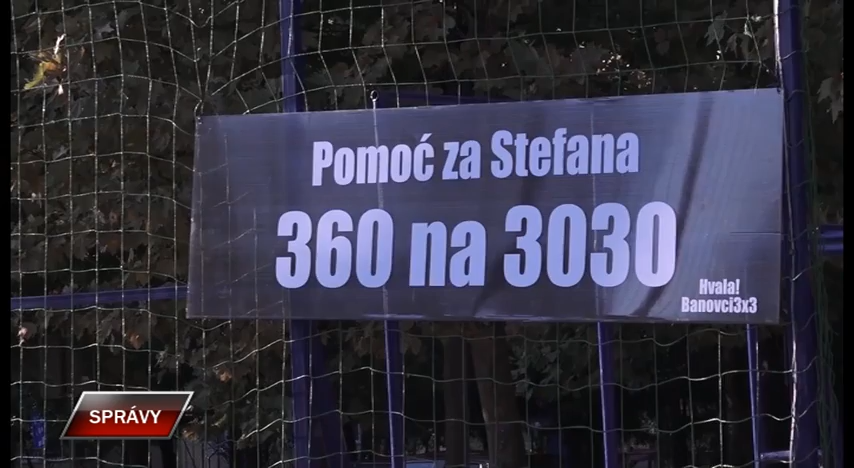 Pomoć za Stefana
360 na 3030
Hvala!
Banovci3x3
SPRÁVY